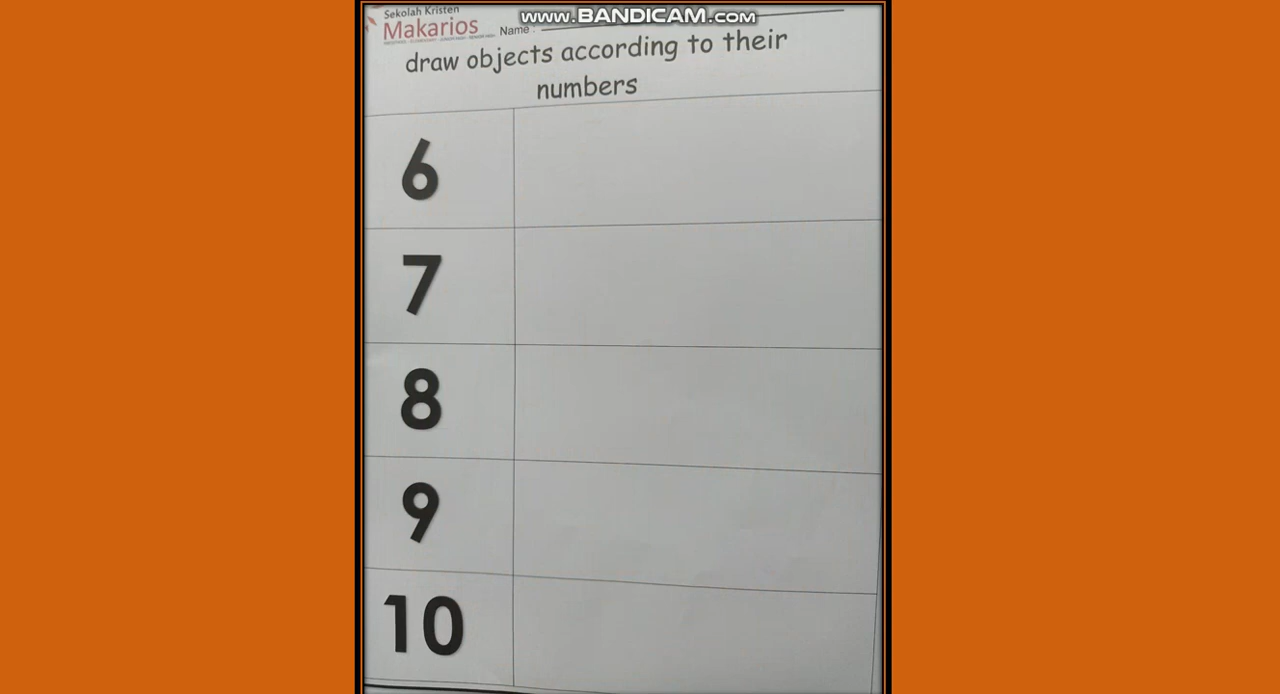 Sekolah Kristen
www.BANDICAM.com
Makarios
Name :
draw objects according to their
numbers
6
7
8
9
10